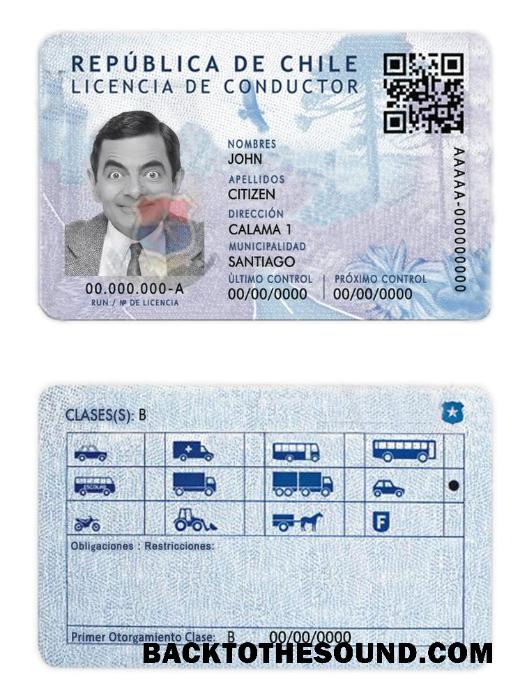 REPÚBLICA DE CHILE
LICENCIA DE CONDUCTOR
NOMBRES
JOHN
APELLIDOS
CITIZEN
DIRECCIÓN
CALAMA 1
MUNICIPALIDAD
SANTIAGO
ÙLTIMO CONTROL
00/00/0000
PRÓXIMO CONTROL
00/00/0000
00.000.000-A
RUN / Nº DE LICENCIA
AAAAA-000000000
CLASES(S): B
ESCOLAR
F
Obligaciones : Restricciones:
Primer Otorgamiento Clase: B 00/00/0000
BACKTOTHESOUND.COM